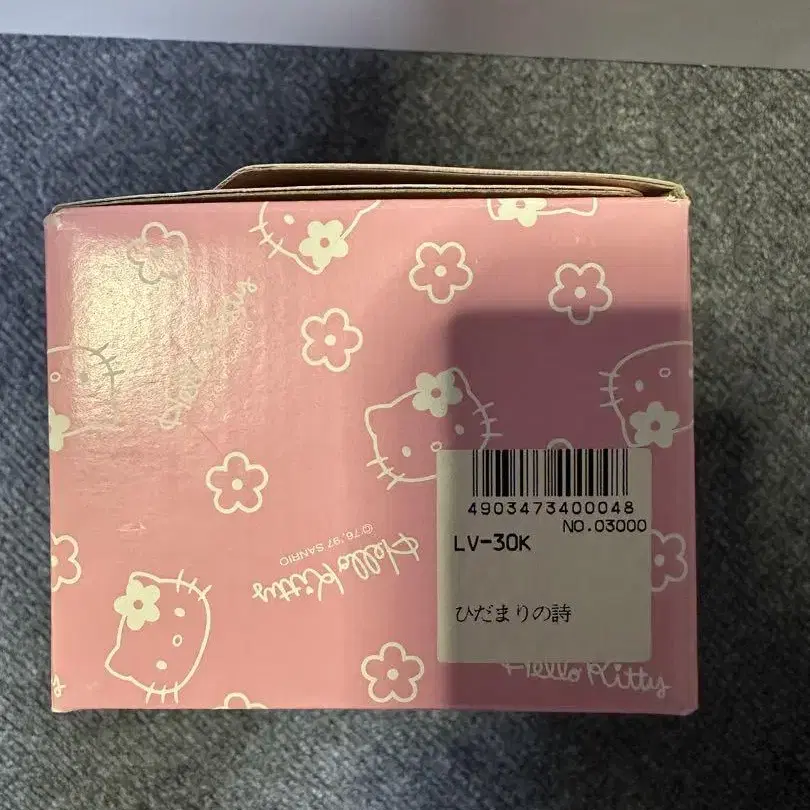 Hello Kitty
©'76,'97 SANRIO
4903473400048
NO.03000
LV-30K
ひだまりの詩
Hello Kitty